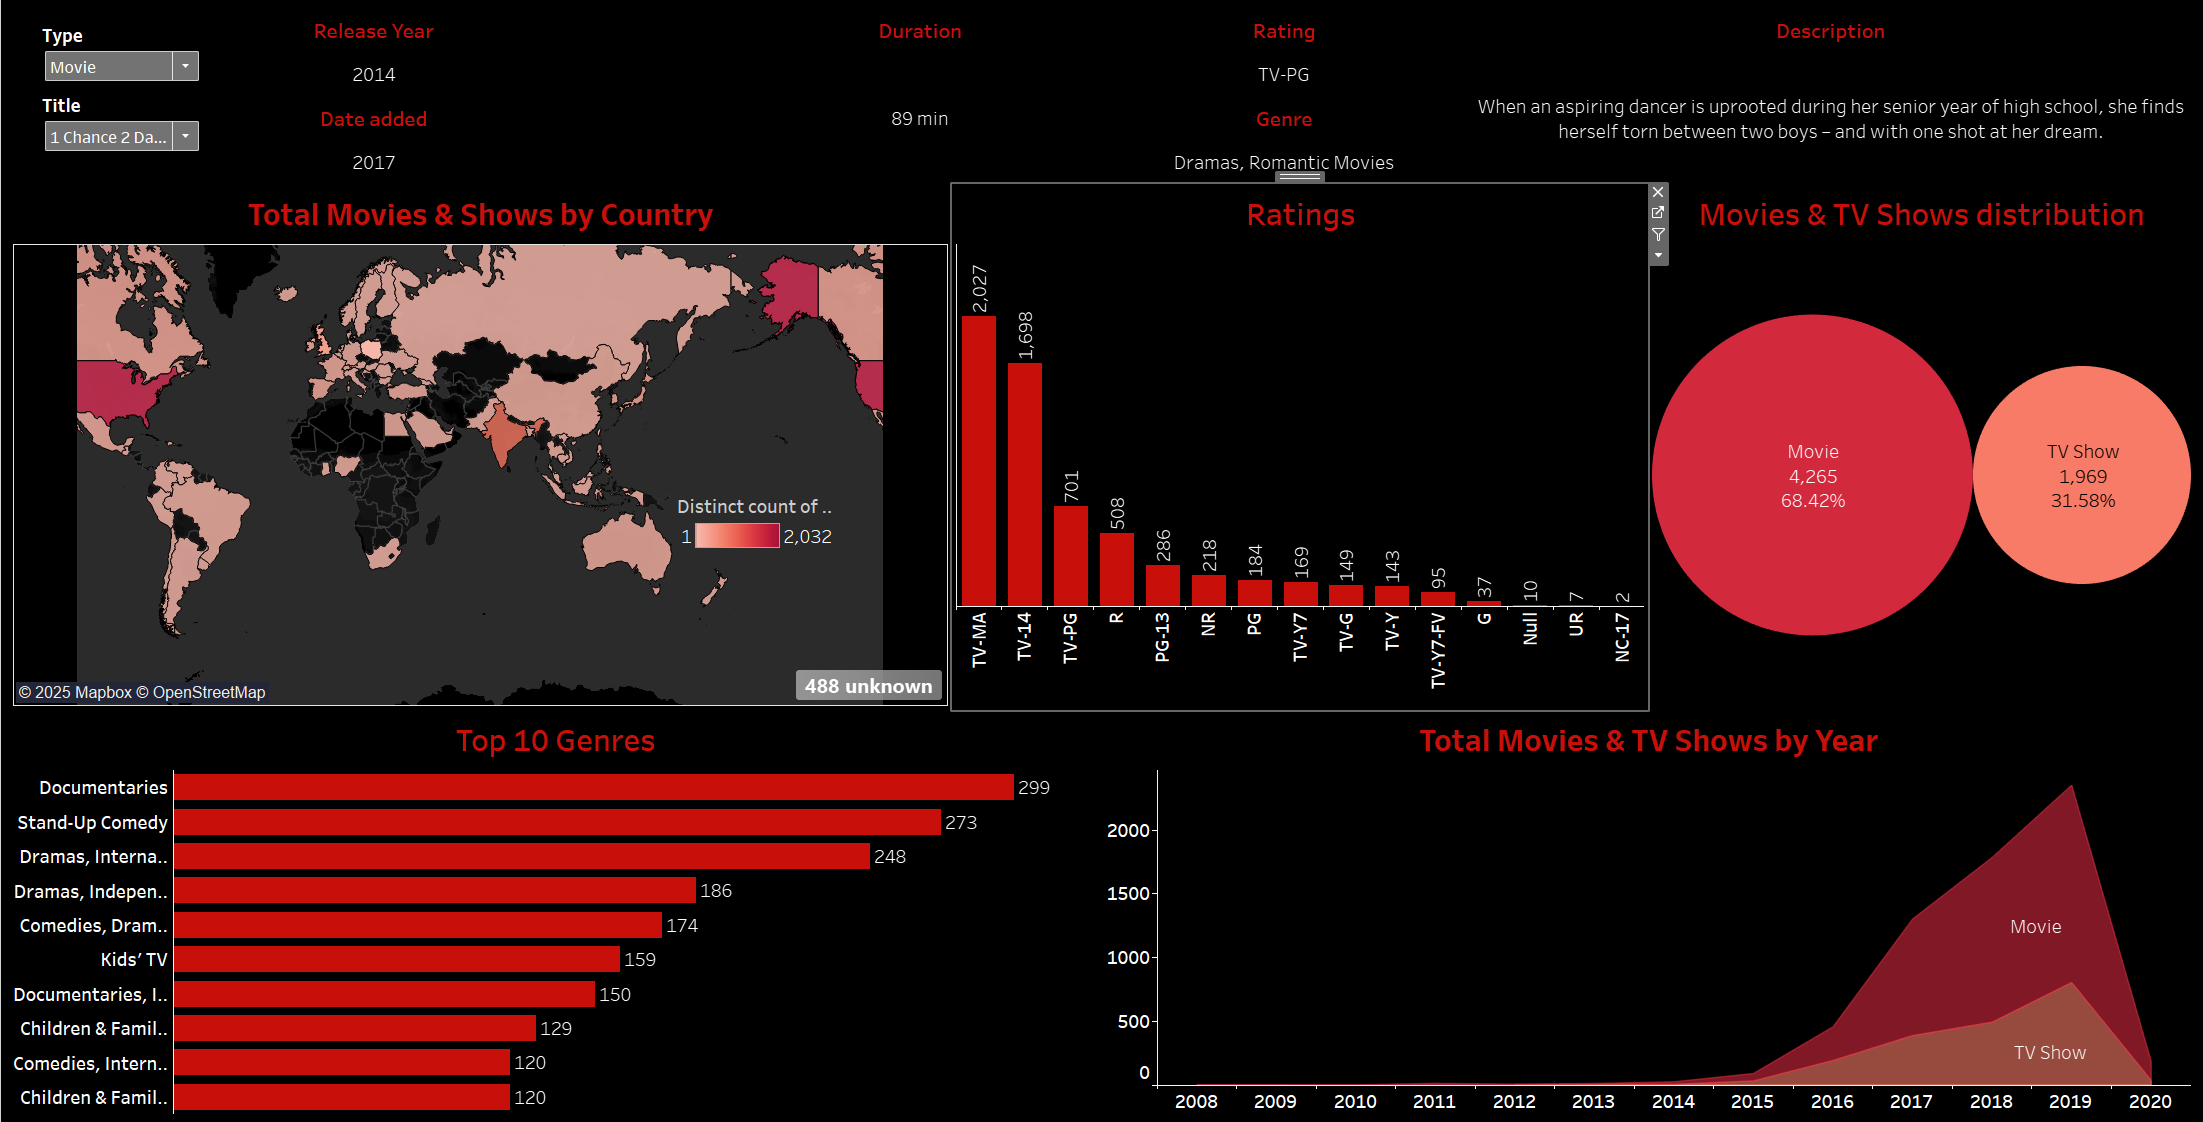 Type
Movie
Title
1 Chance 2 Da...
Release Year
2014
Date added
2017
Duration
89 min
Rating
TV-PG
Genre
Dramas, Romantic Movies
Description
When an aspiring dancer is uprooted during her senior year of high school, she finds
herself torn between two boys – and with one shot at her dream.
Total Movies & Shows by Country
Distinct count of ..
1 2,032
© 2025 Mapbox © OpenStreetMap
488 unknown
Ratings
2,027
1,698
701
508
286
218
184
169
149
143
95
37
10
7
2
TV-MA
TV-14
TV-PG
R
PG-13
NR
PG
TV-Y7
TV-G
TV-Y
TV-Y7-FV
G
Null
UR
NC-17
Movies & TV Shows distribution
Movie
4,265
68.42%
TV Show
1,969
31.58%
Top 10 Genres
Documentaries 299
Stand-Up Comedy 273
Dramas, Interna.. 248
Dramas, Indepen.. 186
Comedies, Dram.. 174
Kids' TV 159
Documentaries, I.. 150
Children & Famil.. 129
Comedies, Intern.. 120
Children & Famil.. 120
Total Movies & TV Shows by Year
2000
1500
1000
500
0
Movie
TV Show
2008 2009 2010 2011 2012 2013 2014 2015 2016 2017 2018 2019 2020